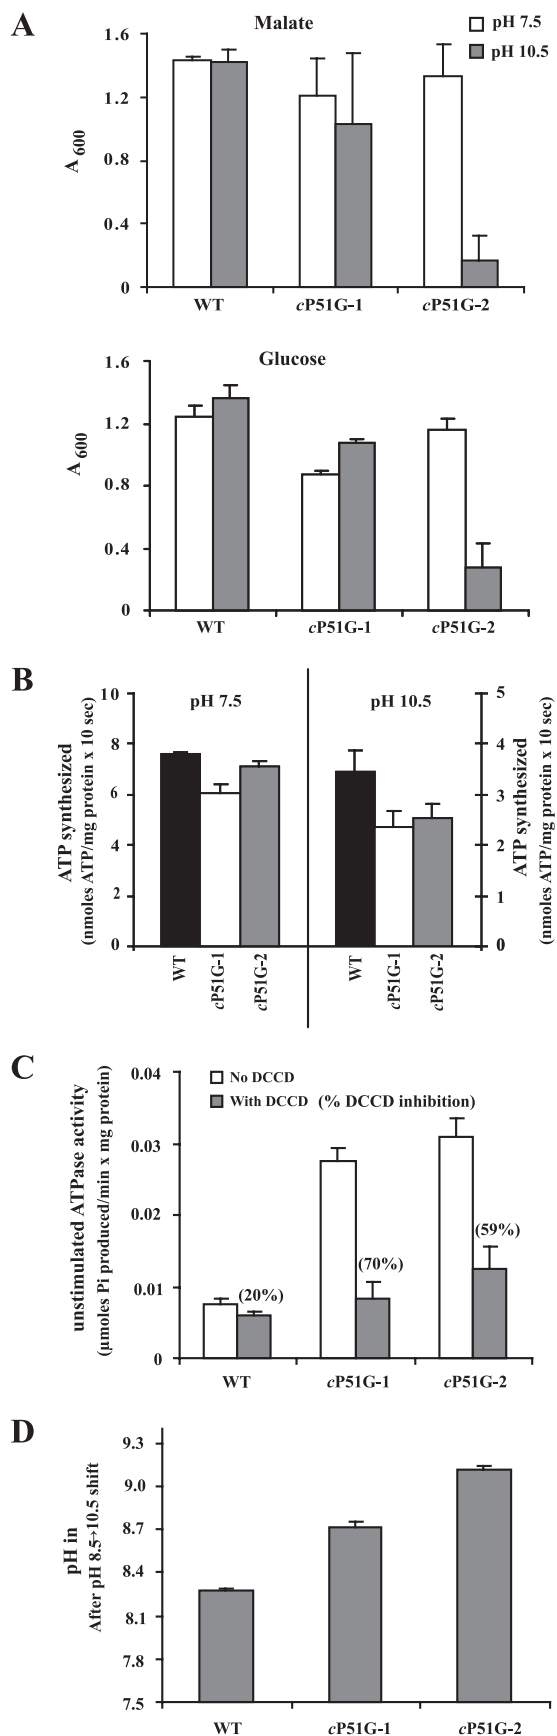 A
Malate
pH 7.5
pH 10.5
1.6
1.2
0.8
0.4
0
A 600
WT
cP51G-1
cP51G-2
Glucose
1.6
1.2
0.8
0.4
0
A 600
WT
cP51G-1
cP51G-2
B
pH 7.5
pH 10.5
10
8
6
4
2
0
ATP synthesized
(nmoles ATP/mg protein x 10 sec)
5
4
3
2
1
0
ATP synthesized
(nmoles ATP/mg protein x 10 sec)
WT
cP51G-1
cP51G-2
WT
cP51G-1
cP51G-2
C
No DCCD
With DCCD (% DCCD inhibition)
0.04
0.03
0.02
0.01
0
unstimulated ATPase activity
(μmoles Pi produced/min x mg protein)
(20%)
(70%)
(59%)
WT
cP51G-1
cP51G-2
D
9.3
9.0
8.7
8.4
8.1
7.8
7.5
pH in
After pH 8.5→10.5 shift
WT
cP51G-1
cP51G-2